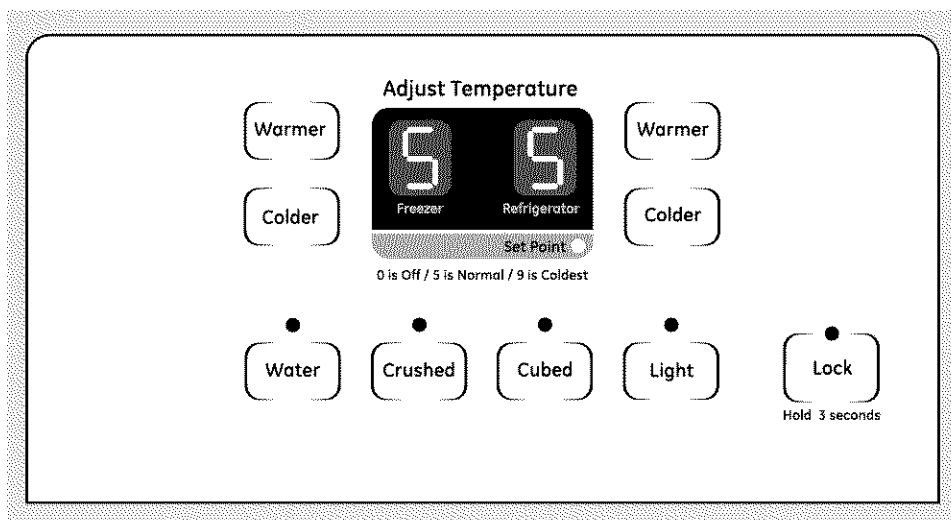 Adjust Temperature
Warmer
5 5
Warmer
Freezer Refrigerator
Colder
Colder
Set Point
0 is Off / 5 is Normal / 9 is Coldest
Water
Crushed
Cubed
Light
Lock
Hold 3 seconds